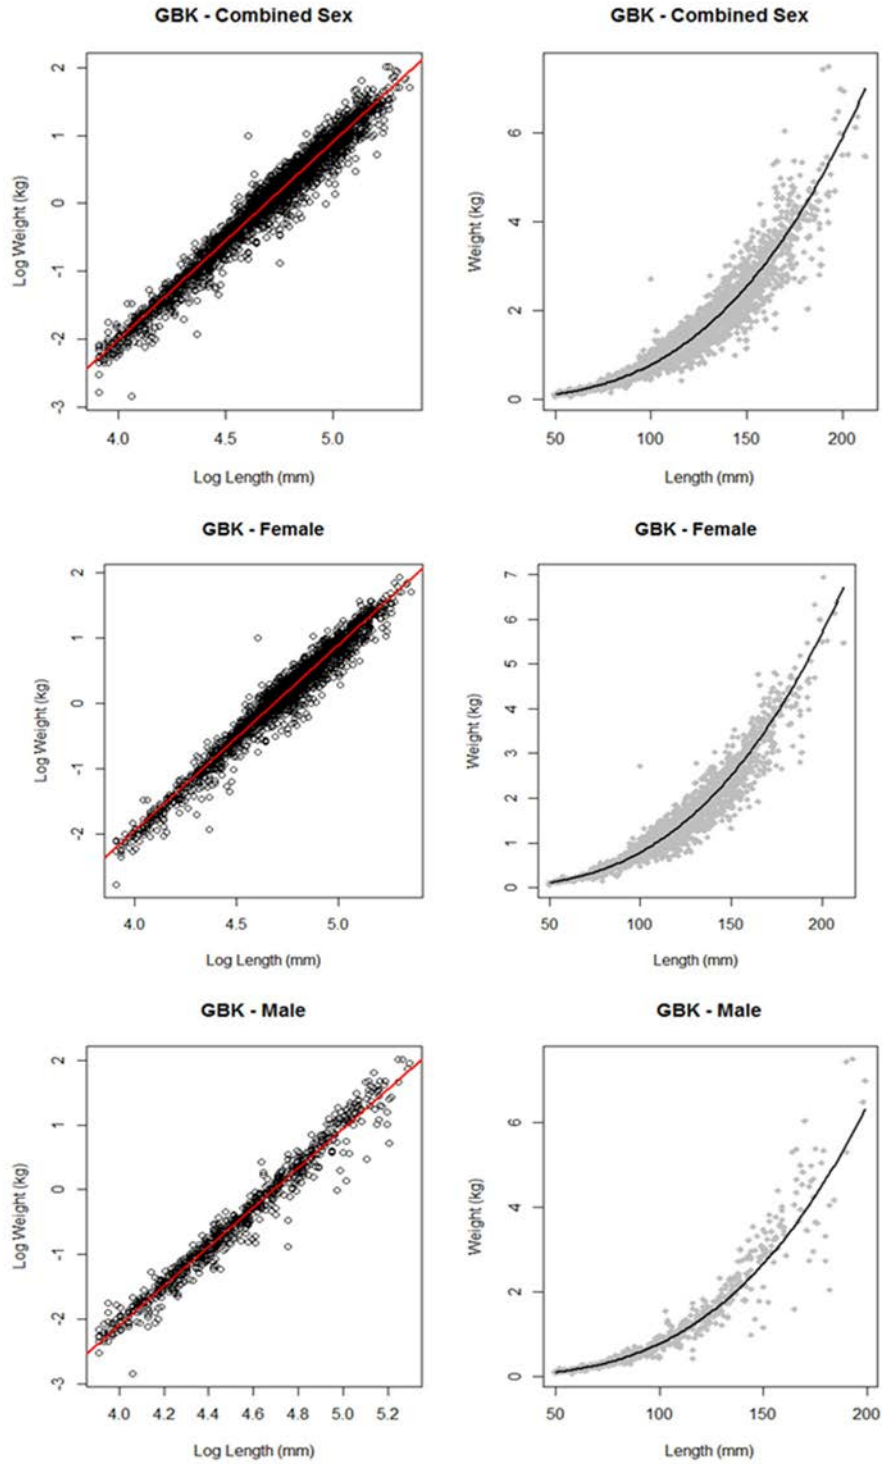 GBK - Combined Sex
GBK - Combined Sex
Log Weight (kg)
2
1
0
-1
-2
-3
4.0 4.5 5.0
Log Length (mm)
Weight (kg)
6
4
2
0
50 100 150 200
Length (mm)
GBK - Female
GBK - Female
Log Weight (kg)
2
1
0
-1
-2
4.0 4.5 5.0
Log Length (mm)
Weight (kg)
7
6
5
4
3
2
1
0
50 100 150 200
Length (mm)
GBK - Male
GBK - Male
Log Weight (kg)
2
1
0
-1
-2
-3
4.0 4.2 4.4 4.6 4.8 5.0 5.2
Log Length (mm)
Weight (kg)
6
4
2
0
50 100 150 200
Length (mm)